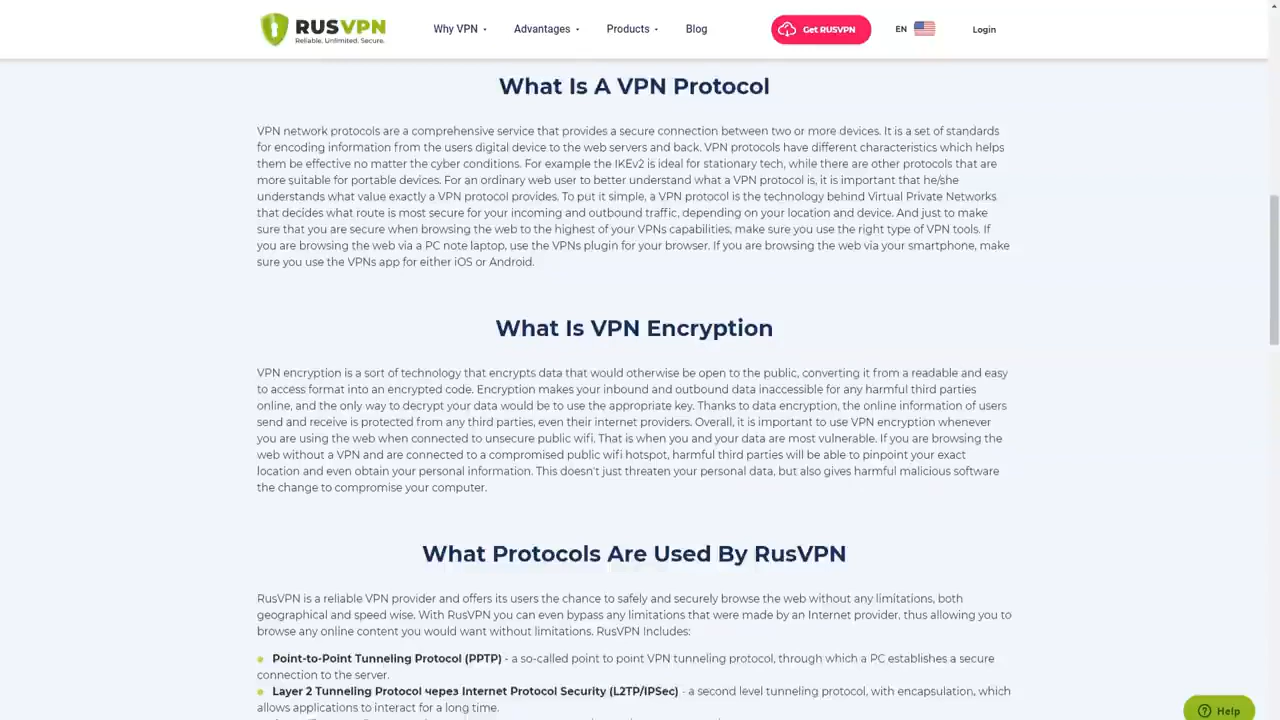 RUSVPN
Reliable. Unlimited. Secure.
Why VPN
Advantages
Products
Blog
Get RUSVPN
EN
Login
What Is A VPN Protocol
VPN network protocols are a comprehensive service that provides a secure connection between two or more devices. It is a set of standards
for encoding information from the users digital device to the web servers and back. VPN protocols have different characteristics which helps
them be effective no matter the cyber conditions. For example the IKEv2 is ideal for stationary tech, while there are other protocols that are
more suitable for portable devices. For an ordinary web user to better understand what a VPN protocol is, it is important that he/she
understands what value exactly a VPN protocol provides. To put it simple, a VPN protocol is the technology behind Virtual Private Networks
that decides what route is most secure for your incoming and outbound traffic, depending on your location and device. And just to make
sure that you are secure when browsing the web to the highest of your VPNs capabilities, make sure you use the right type of VPN tools. If
you are browsing the web via a PC note laptop, use the VPNs plugin for your browser. If you are browsing the web via your smartphone, make
sure you use the VPNs app for either iOS or Android.
What Is VPN Encryption
VPN encryption is a sort of technology that encrypts data that would otherwise be open to the public, converting it from a readable and easy
to access format into an encrypted code. Encryption makes your inbound and outbound data inaccessible for any harmful third parties
online, and the only way to decrypt your data would be to use the appropriate key. Thanks to data encryption, the online information of users
send and receive is protected from any third parties, even their internet providers. Overall, it is important to use VPN encryption whenever
you are using the web when connected to unsecure public wifi. That is when you and your data are most vulnerable. If you are browsing the
web without a VPN and are connected to a compromised public wifi hotspot, harmful third parties will be able to pinpoint your exact
location and even obtain your personal information. This doesn't just threaten your personal data, but also gives harmful malicious software
the change to compromise your computer.
What Protocols Are Used By RusVPN
RusVPN is a reliable VPN provider and offers its users the chance to safely and securely browse the web without any limitations, both
geographical and speed wise. With RusVPN you can even bypass any limitations that were made by an Internet provider, thus allowing you to
browse any online content you would want without limitations. RusVPN Includes:
Point-to-Point Tunneling Protocol (PPTP) - a so-called point to point VPN tunneling protocol, through which a PC establishes a secure
connection to the server.
Layer 2 Tunneling Protocol через Internet Protocol Security (L2TP/IPSec) - a second level tunneling protocol, with encapsulation, which
allows applications to interact for a long time.
Help